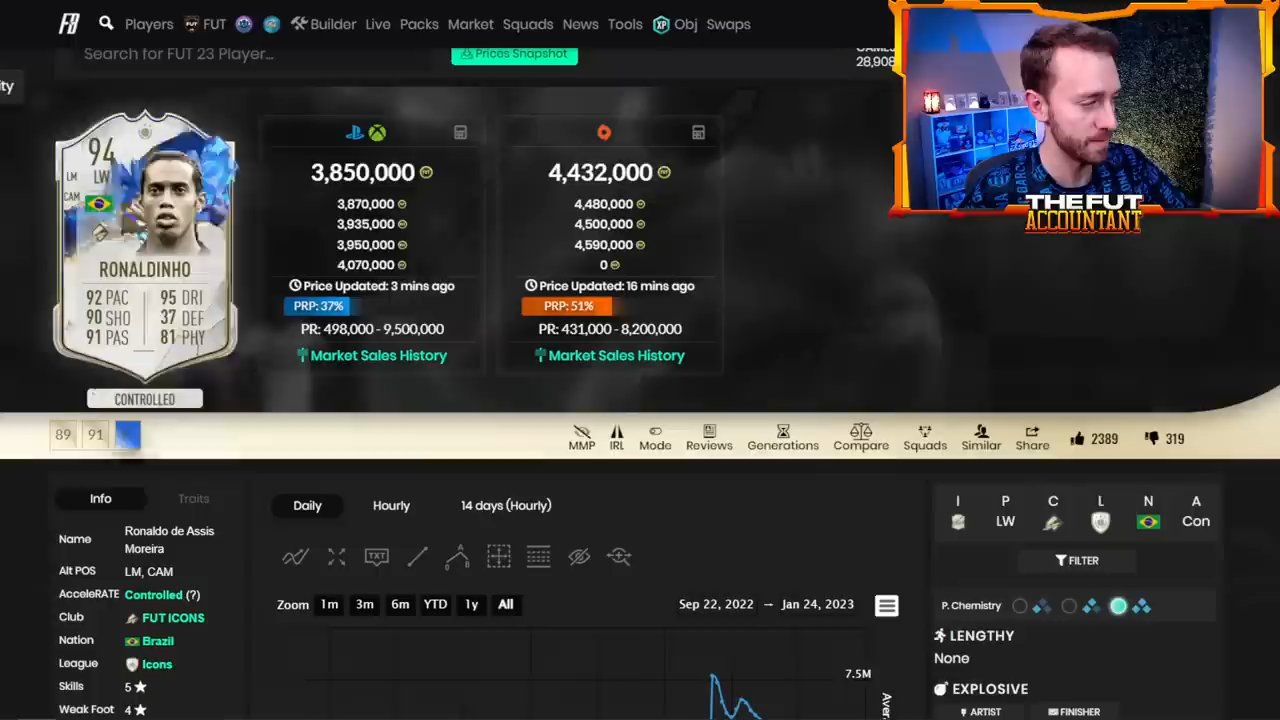 Players FUT Builder Live Packs Market Squads News Tools XP Obj Swaps
Search for FUT 23 Player...
Prices Snapshot
28,908
ity
THE FUT
ACCOUNTANT
94
LM LW
CAM
RONALDINHO
92 PAC 95 DRI
90 SHO 37 DEF
91 PAS 81 PHY
CONTROLLED
3,850,000
3,870,000
3,935,000
3,950,000
4,070,000
Price Updated: 3 mins ago
PRP: 37%
PR: 498,000 - 9,500,000
Market Sales History
4,432,000
4,480,000
4,500,000
4,590,000
0
Price Updated: 16 mins ago
PRP: 51%
PR: 431,000 - 8,200,000
Market Sales History
89 91
MMP IRL Mode Reviews Generations Compare Squads Similar Share 2389 319
Info Traits
Name Ronaldo de Assis Moreira
Alt POS LM, CAM
AcceleRATE Controlled (?)
Club FUT ICONS
Nation Brazil
League Icons
Skills 5
Weak Foot 4
Daily Hourly 14 days (Hourly)
TXT
Zoom 1m 3m 6m YTD 1y All Sep 22, 2022 → Jan 24, 2023
7.5M
I P C L N A
LW Con
FILTER
P. Chemistry
LENGTHY
None
EXPLOSIVE
ARTIST FINISHER